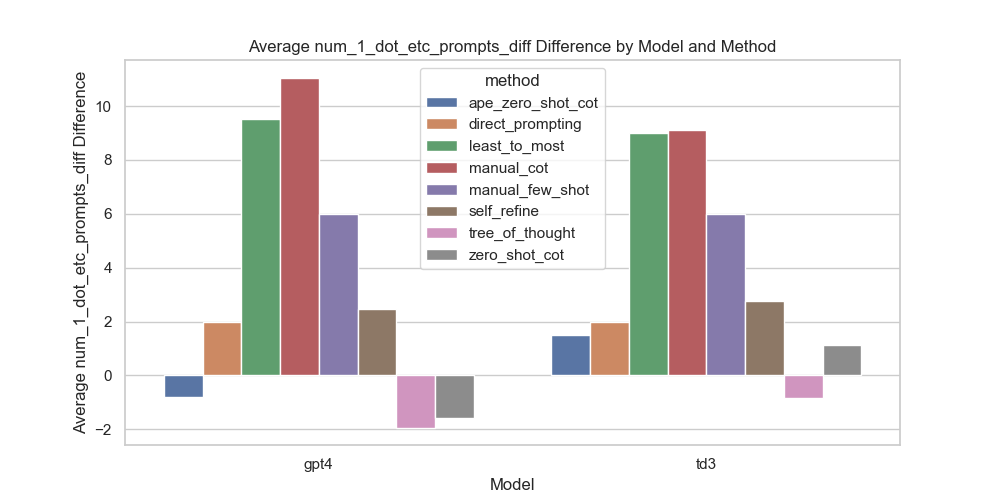 Average num_1_dot_etc_prompts_diff Difference by Model and Method
Average num_1_dot_etc_prompts_diff Difference
10
8
6
4
2
0
−2
method
ape_zero_shot_cot
direct_prompting
least_to_most
manual_cot
manual_few_shot
self_refine
tree_of_thought
zero_shot_cot
gpt4
td3
Model